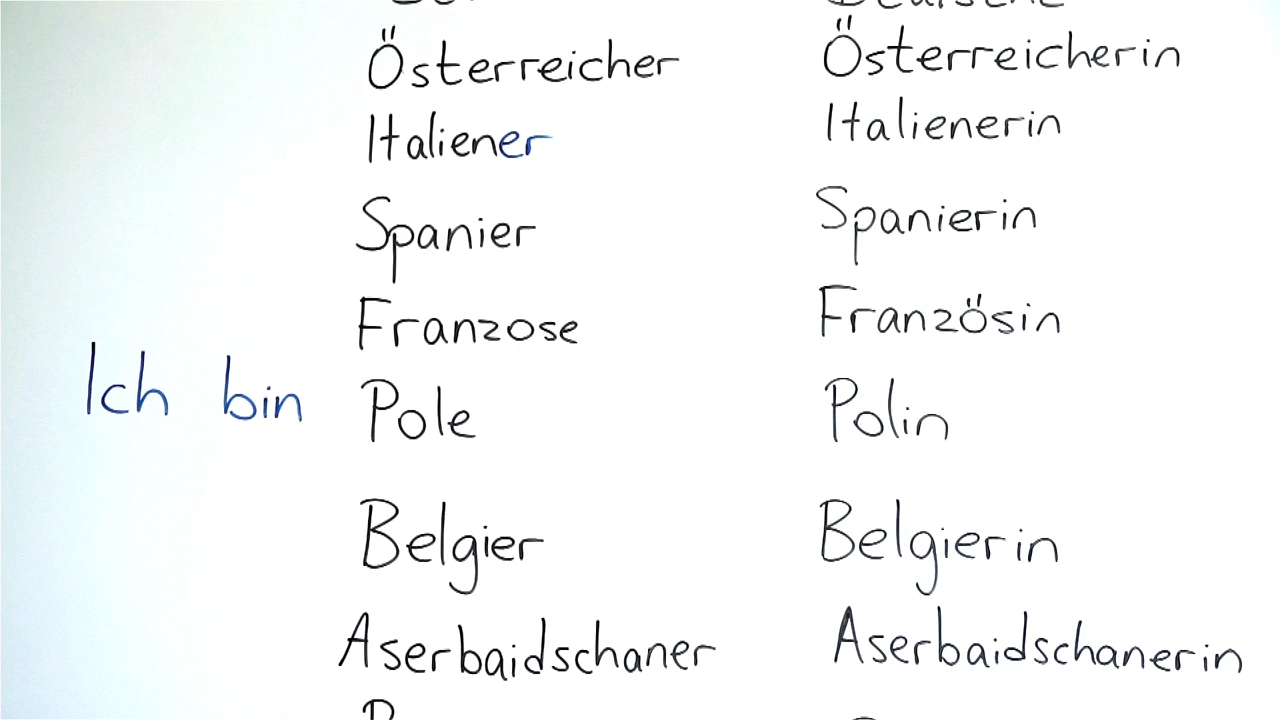 Österreicher Österreicherin
Italiener Italienerin
Spanier Spanierin
Franzose Französin
Ich bin Pole Polin
Belgier Belgierin
Aserbaidschaner Aserbaidschanerin